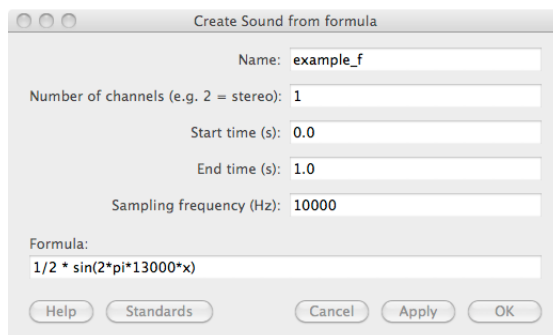 Create Sound from formula
Name: example_f
Number of channels (e.g. 2 = stereo): 1
Start time (s): 0.0
End time (s): 1.0
Sampling frequency (Hz): 10000
Formula:
1/2 * sin(2*pi*13000*x)
Help Standards Cancel Apply OK